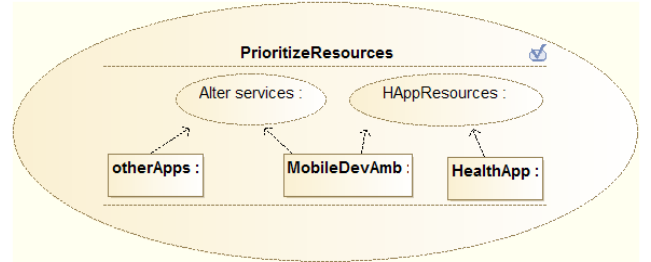 PrioritizeResources
Alter services :
HAppResources :
otherApps :
MobileDevAmb :
HealthApp :